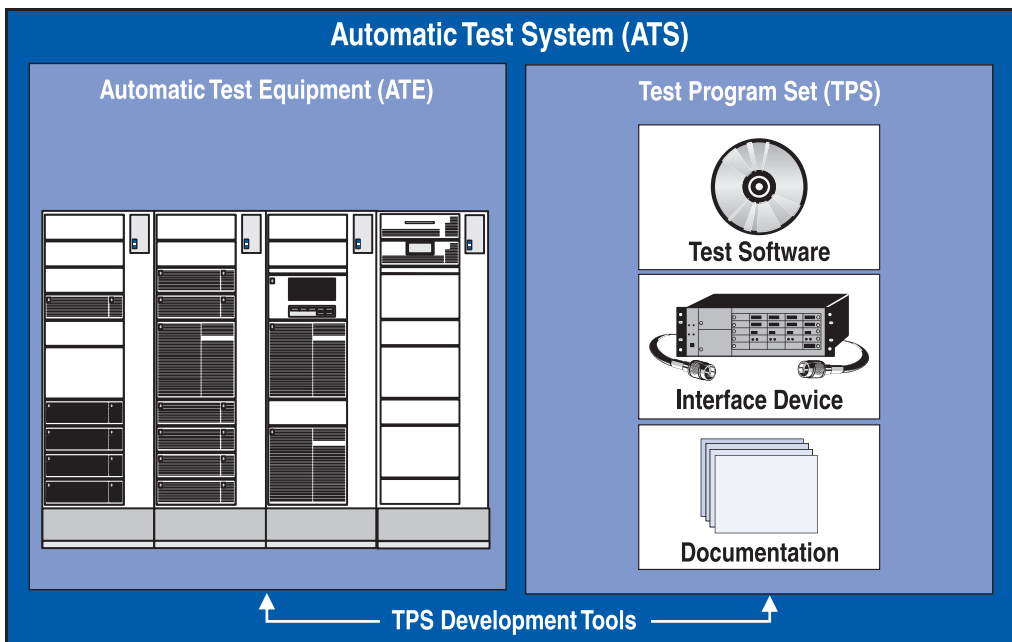 Automatic Test System (ATS)
Automatic Test Equipment (ATE)
Test Program Set (TPS)
Test Software
Interface Device
Documentation
TPS Development Tools